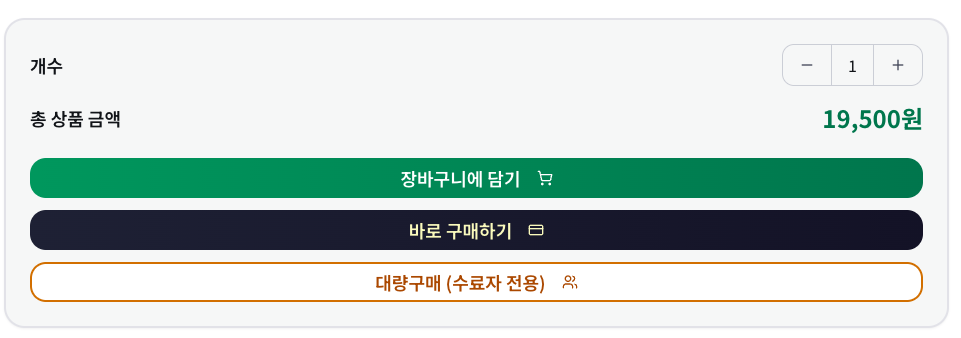 개수
1
총 상품 금액
19,500원
장바구니에 담기
바로 구매하기
대량구매 (수료자 전용)